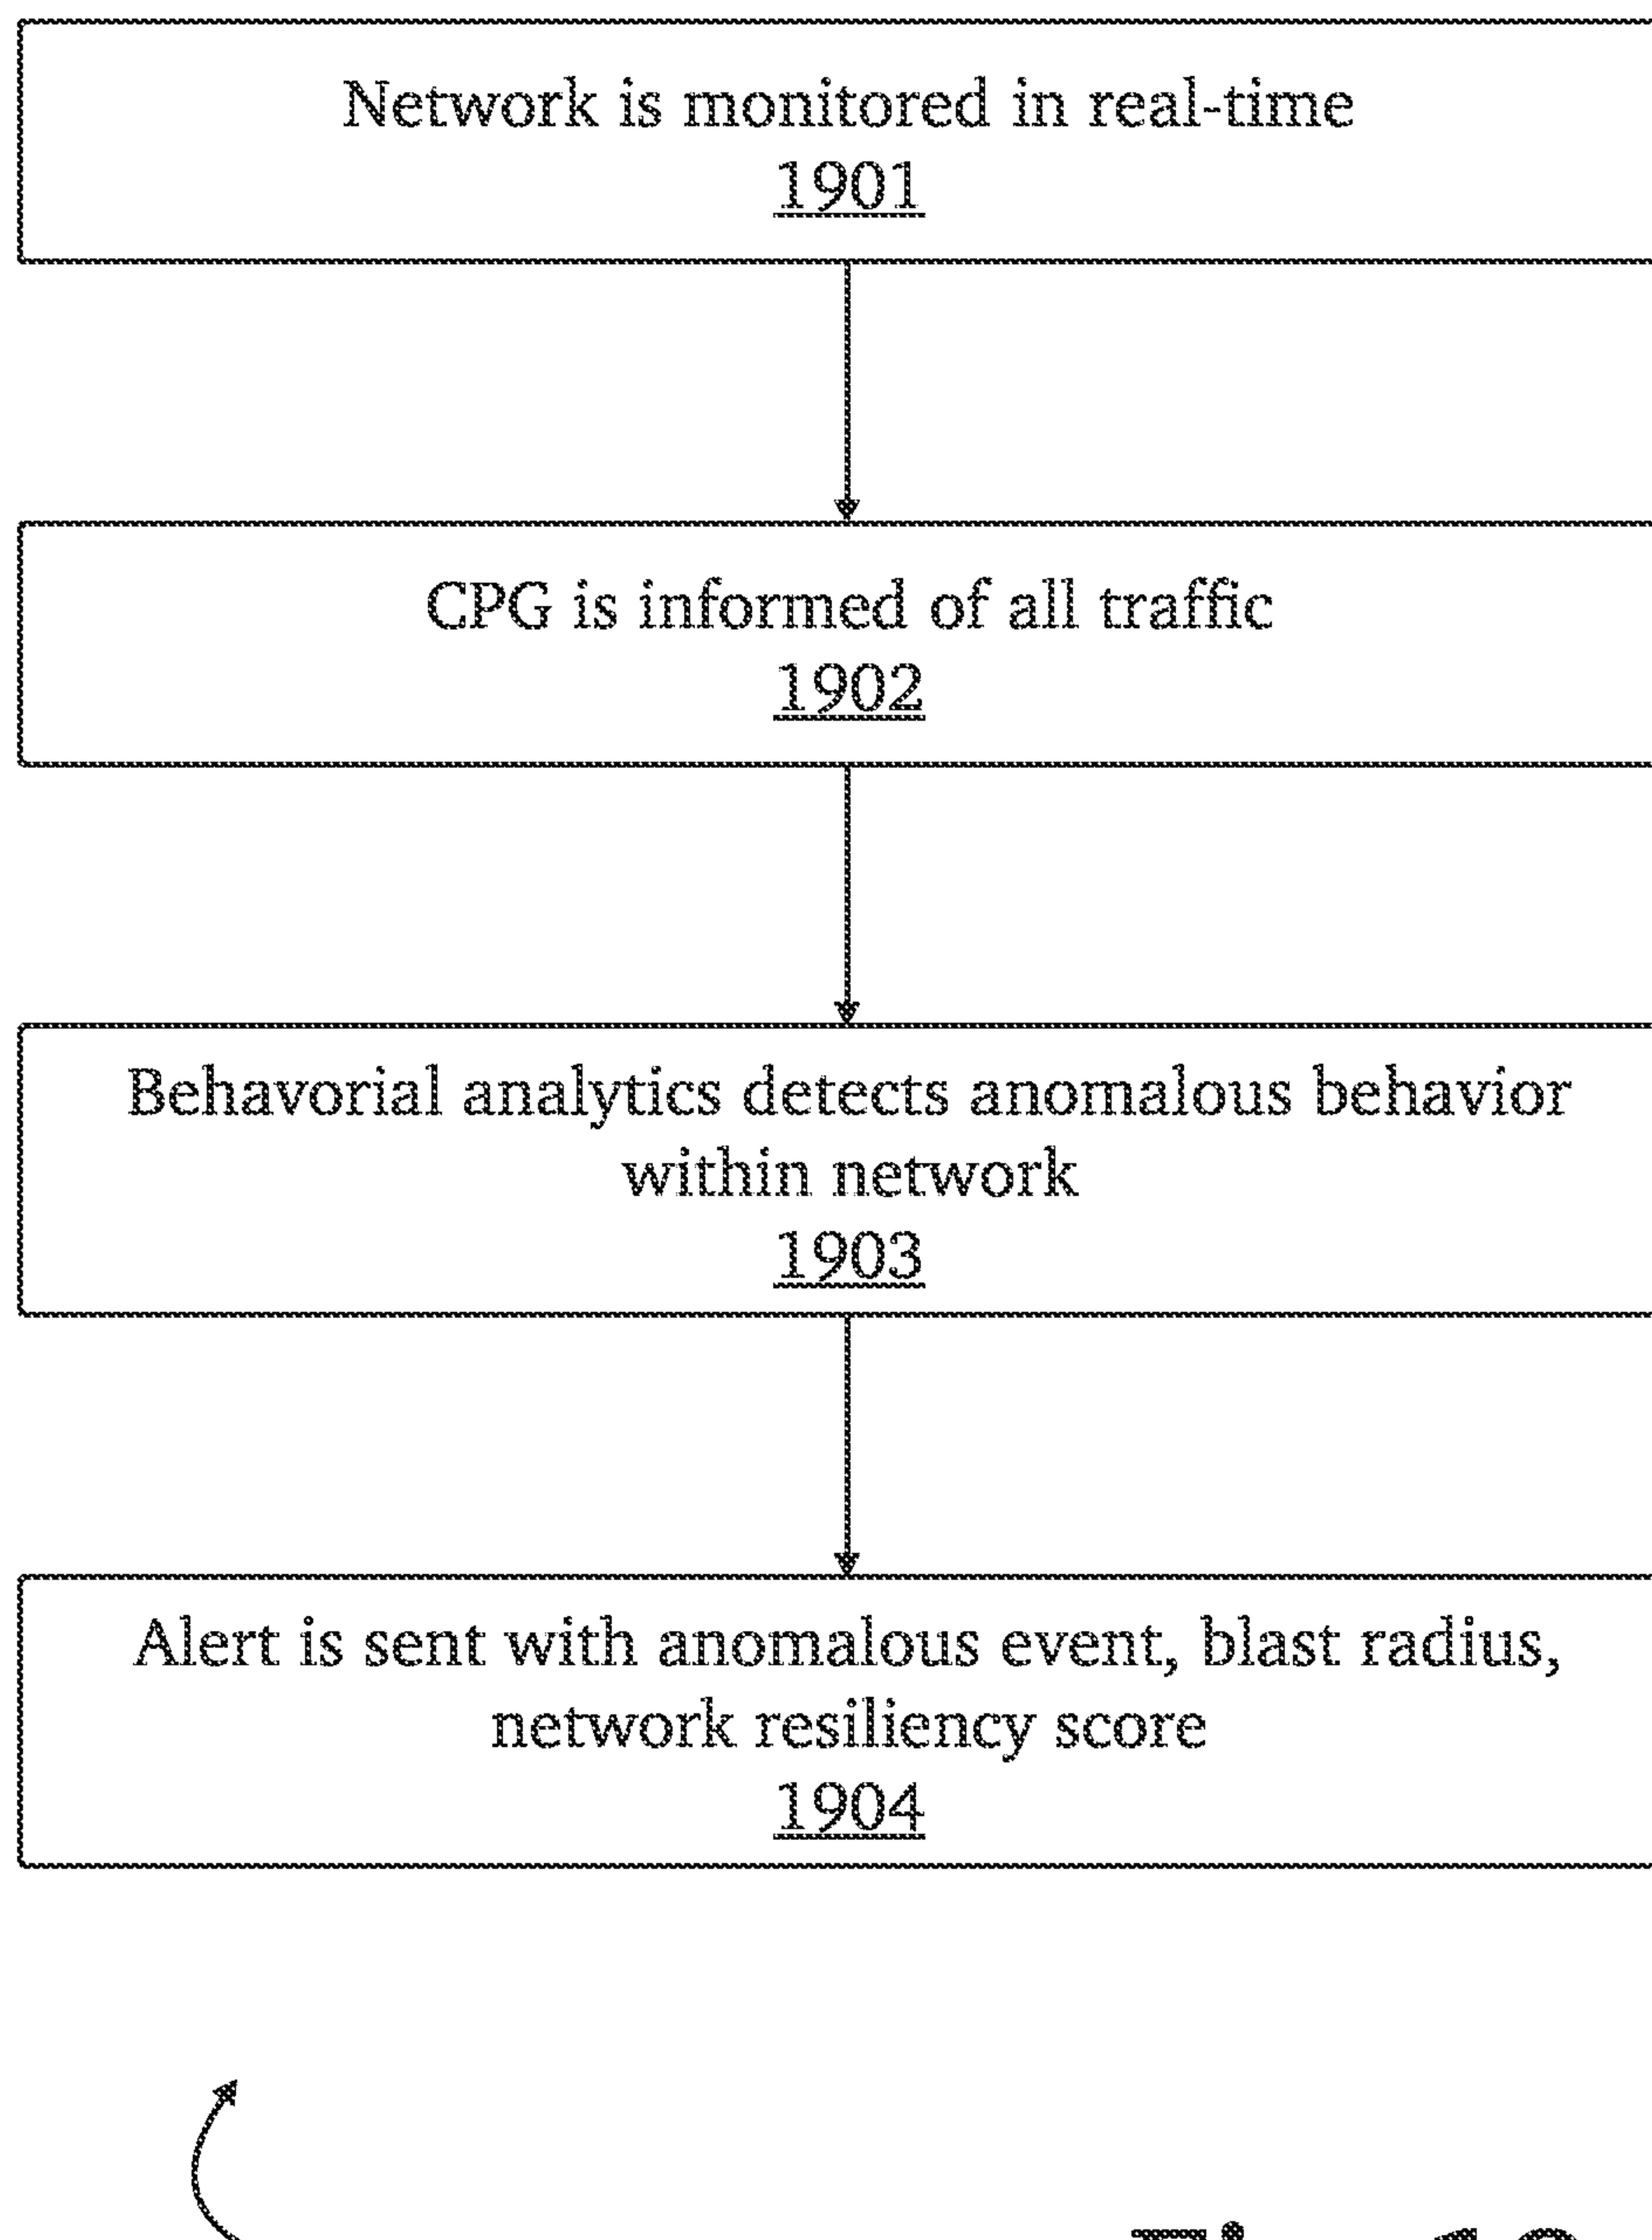 Network is monitored in real-time
1901
CPG is informed of all traffic
1902
Behavorial analytics detects anomalous behavior
within network
1903
Alert is sent with anomalous event, blast radius,
network resiliency score
1904